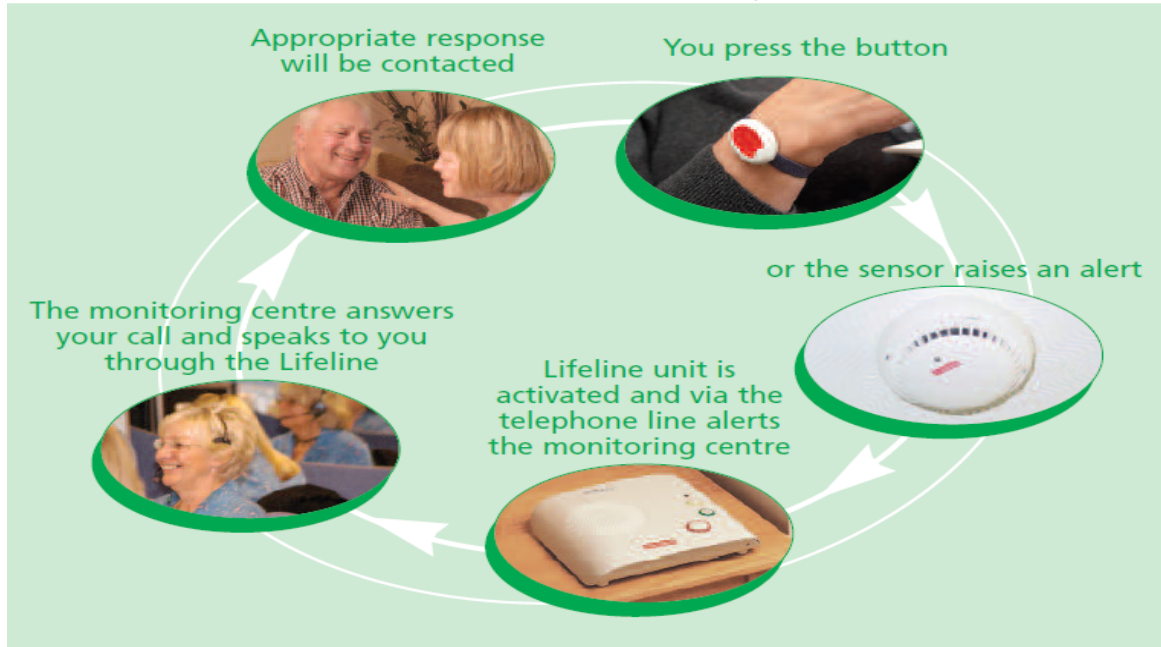 You press the button
or the sensor raises an alert
Lifeline unit is
activated and via the
telephone line alerts
the monitoring centre
The monitoring centre answers
your call and speaks to you
through the Lifeline
Appropriate response
will be contacted